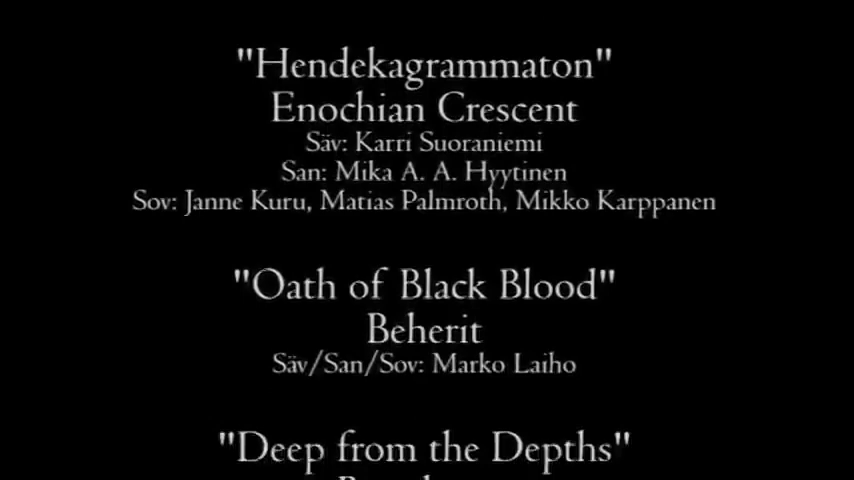 "Hendekagrammaton"
Enochian Crescent
Säv: Karri Suoraniemi
San: Mika A. A. Hyytinen
Sov: Janne Kuru, Matias Palmroth, Mikko Karppanen
"Oath of Black Blood"
Beherit
Säv/San/Sov: Marko Laiho
"Deep from the Depths"